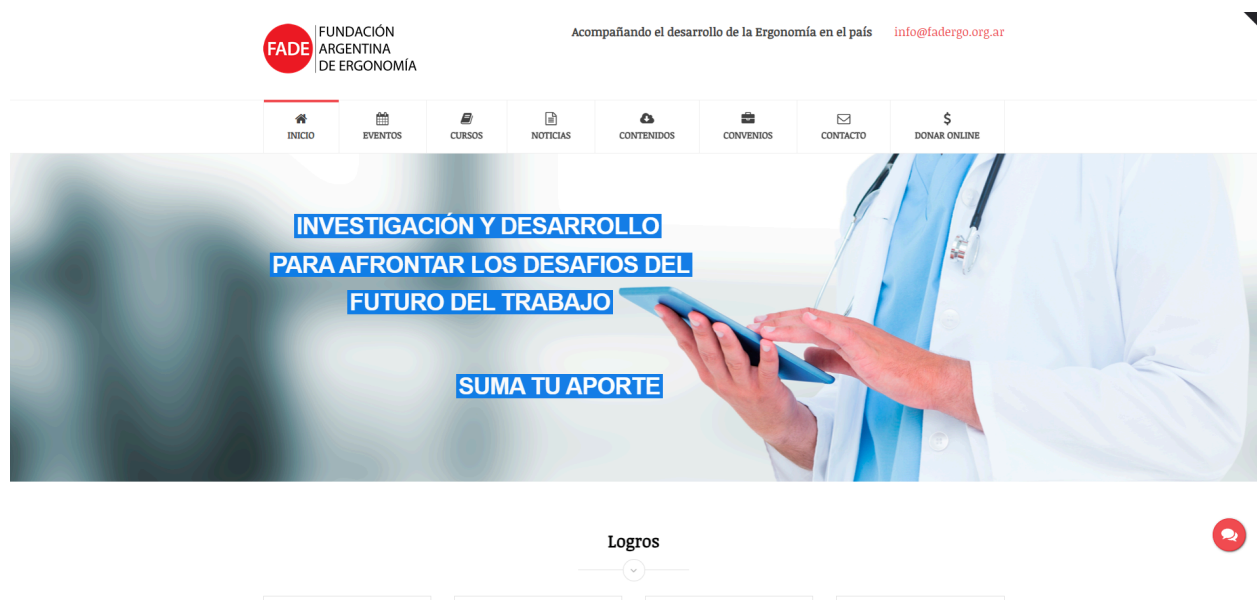 FADE
FUNDACIÓN
ARGENTINA
DE ERGONOMÍA
Acompañando el desarrollo de la Ergonomía en el país
info@fadergo.org.ar
INICIO
EVENTOS
CURSOS
NOTICIAS
CONTENIDOS
CONVENIOS
CONTACTO
DONAR ONLINE
INVESTIGACIÓN Y DESARROLLO
PARA AFRONTAR LOS DESAFIOS DEL
FUTURO DEL TRABAJO
SUMA TU APORTE
Logros